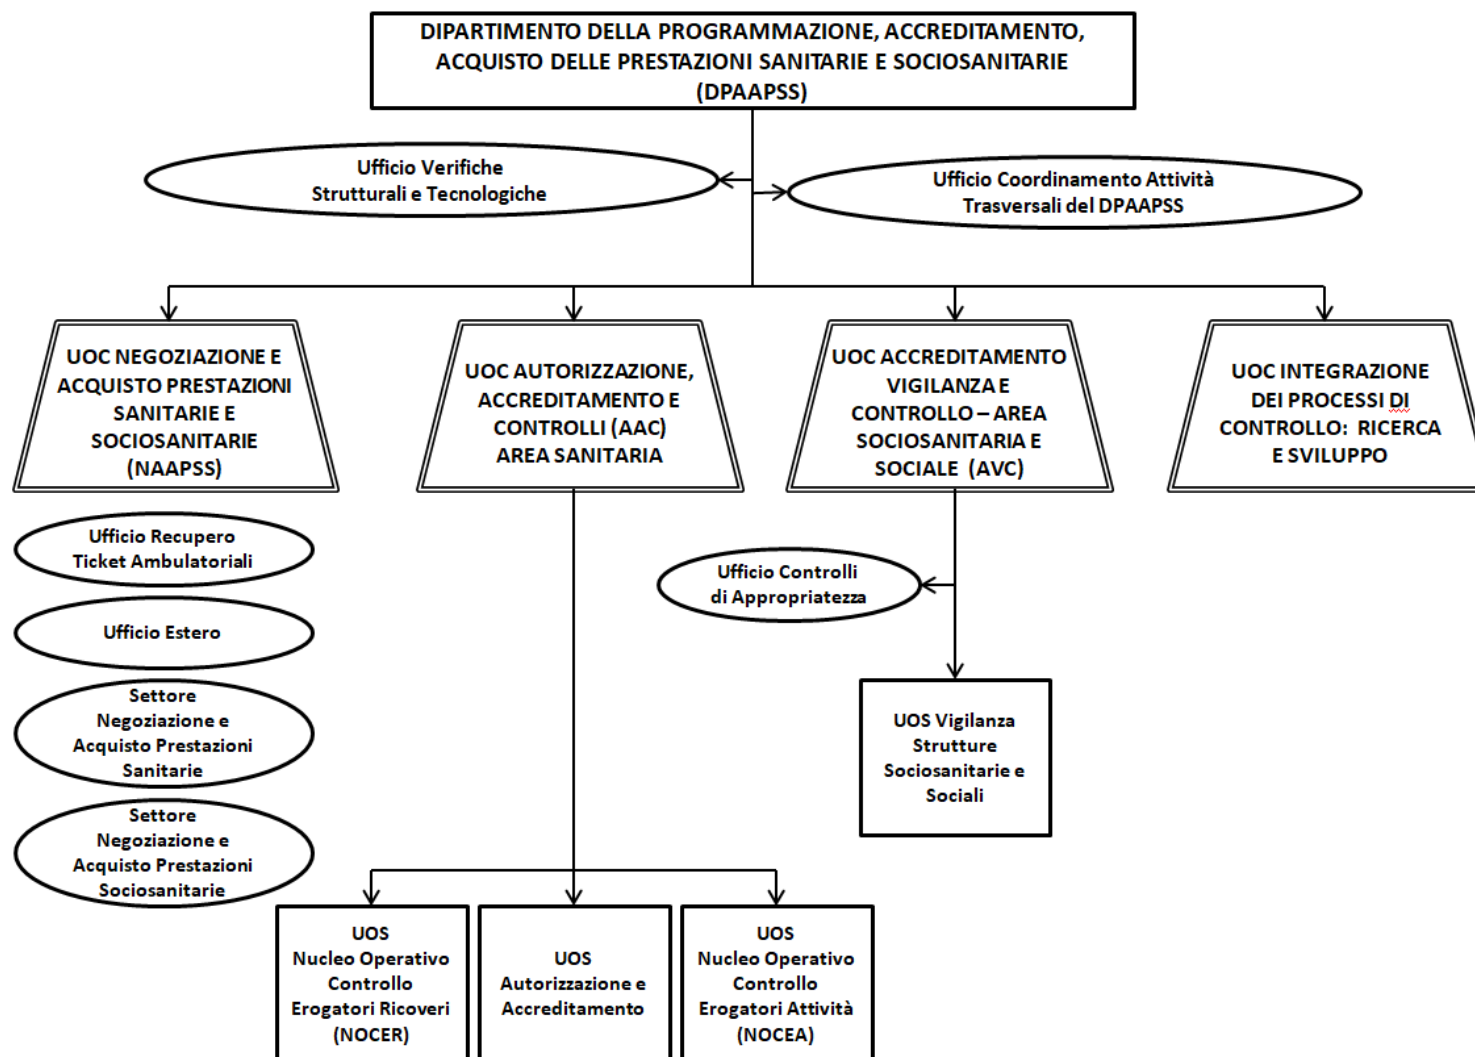 DIPARTIMENTO DELLA PROGRAMMAZIONE, ACCREDITAMENTO,
ACQUISTO DELLE PRESTAZIONI SANITARIE E SOCIOSANITARIE
(DPAAPSS)
Ufficio Verifiche
Strutturali e Tecnologiche
Ufficio Coordinamento Attività
Trasversali del DPAAPSS
UOC NEGOZIAZIONE E
ACQUISTO PRESTAZIONI
SANITARIE E
SOCIOSANITARIE
(NAAPSS)
UOC AUTORIZZAZIONE,
ACCREDITAMENTO E
CONTROLLI (AAC)
AREA SANITARIA
UOC ACCREDITAMENTO
VIGILANZA E
CONTROLLO – AREA
SOCIOSANITARIA E
SOCIALE (AVC)
UOC INTEGRAZIONE
DEI PROCESSI DI
CONTROLLO: RICERCA
E SVILUPPO
Ufficio Recupero
Ticket Ambulatoriali
Ufficio Estero
Settore
Negoziazione e
Acquisto Prestazioni
Sanitarie
Settore
Negoziazione e
Acquisto Prestazioni
Sociosanitarie
Ufficio Controlli
di Appropriatezza
UOS Vigilanza
Strutture
Sociosanitarie e
Sociali
UOS
Nucleo Operativo
Controllo
Erogatori Ricoveri
(NOCER)
UOS
Autorizzazione e
Accreditamento
UOS
Nucleo Operativo
Controllo
Erogatori Attività
(NOCEA)